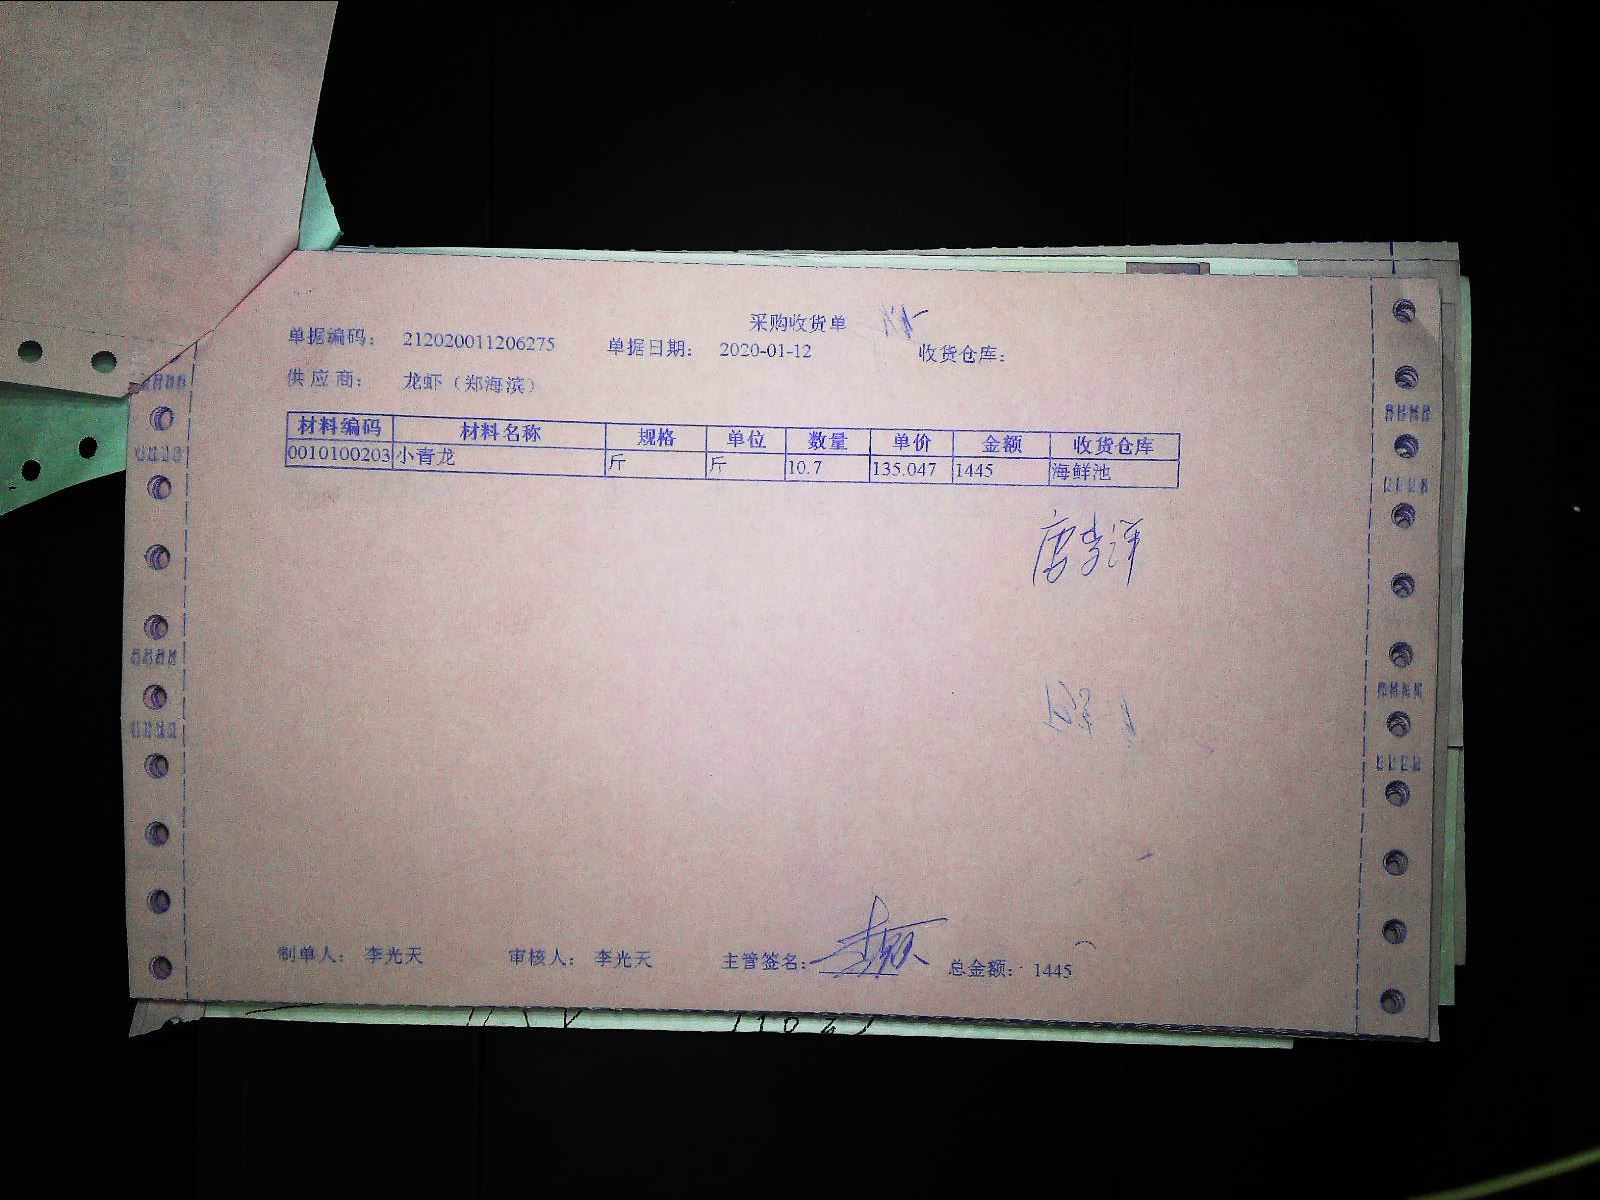 采购收货单
单据编码： 212020011206275 单据日期： 2020-01-12 收货仓库：
供应商： 龙虾（郑海滨）
材料编码 材料名称 规格 单位 数量 单价 金额 收货仓库
0010100203 小青龙 斤 斤 10.7 135.047 1445 海鲜池
制单人： 李光天 审核人： 李光天 主管签名： 总金额： 1445